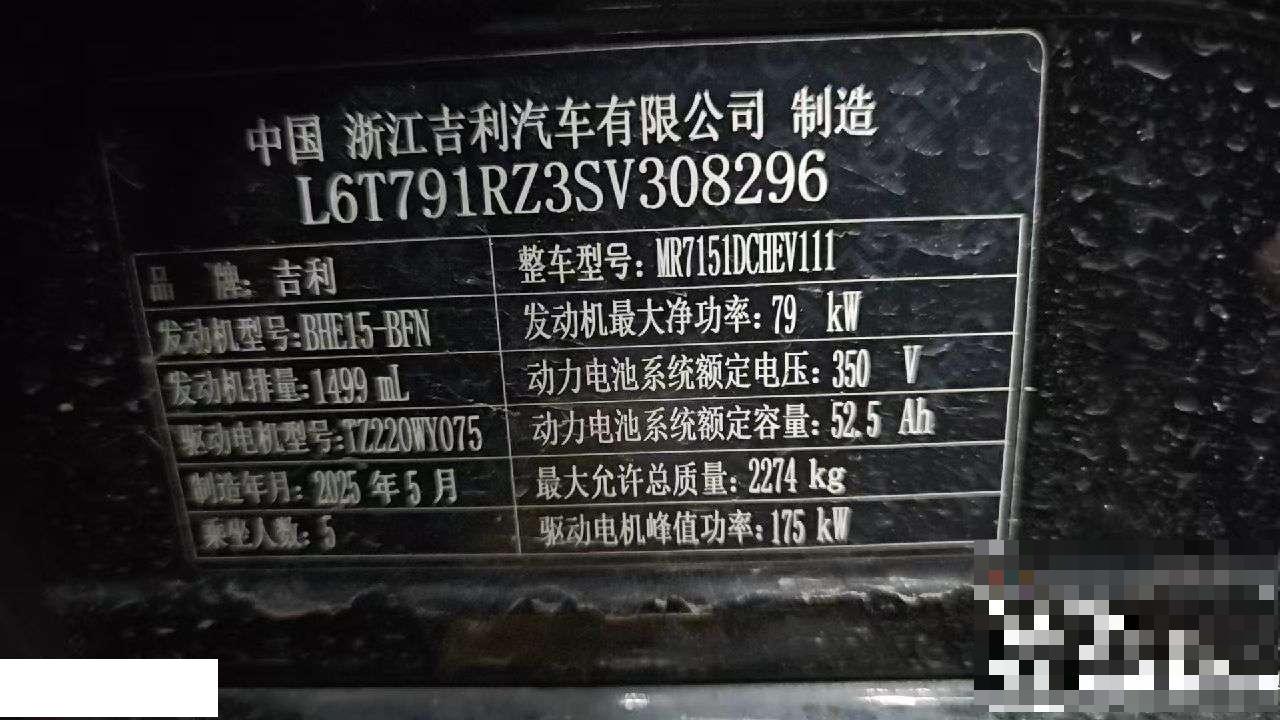 中国 浙江吉利汽车有限公司 制造
L6T791RZ3SV308296
品 牌: 吉利 整车型号: MR7151DCHEV111
发动机型号:BHE15-BFN 发动机最大净功率: 79 kW
发动机排量:1499 mL 动力电池系统额定电压: 350 V
驱动电机型号:TZ220WY075 动力电池系统额定容量: 52.5 Ah
制造年月: 2025 年 5 月 最大允许总质量: 2274 kg
乘坐人数: 5 驱动电机峰值功率: 175 kW